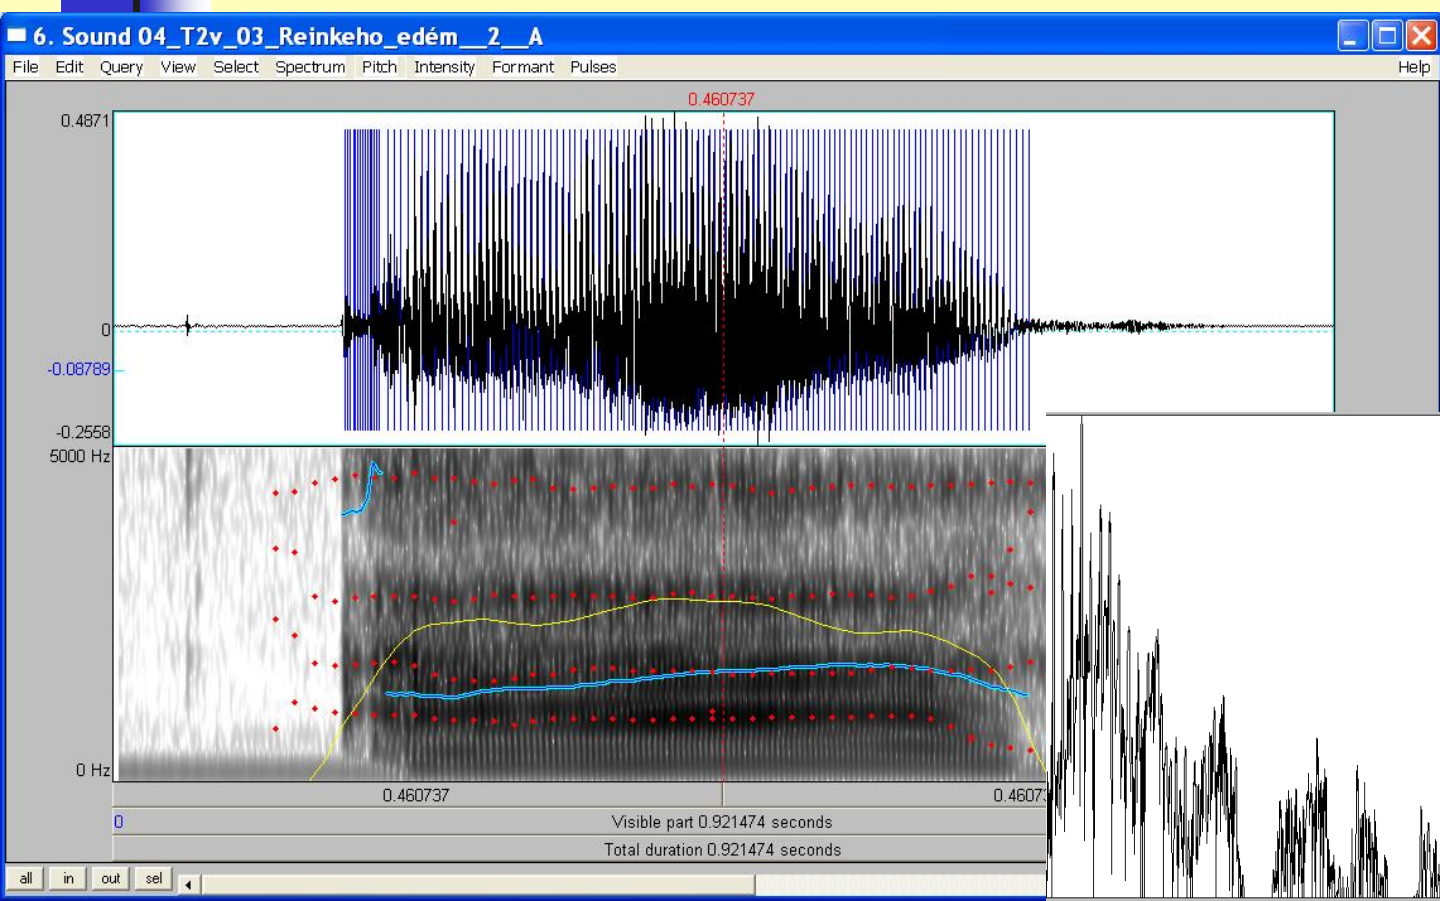 6. Sound 04_T2v_03_Reinkeho_edém__2__A
File Edit Query View Select Spectrum Pitch Intensity Formant Pulses Help
0.460737
0.4871
0
-0.08789
-0.2558
5000 Hz
0 Hz
0.460737 0.4607
0 Visible part 0.921474 seconds
Total duration 0.921474 seconds
all in out sel